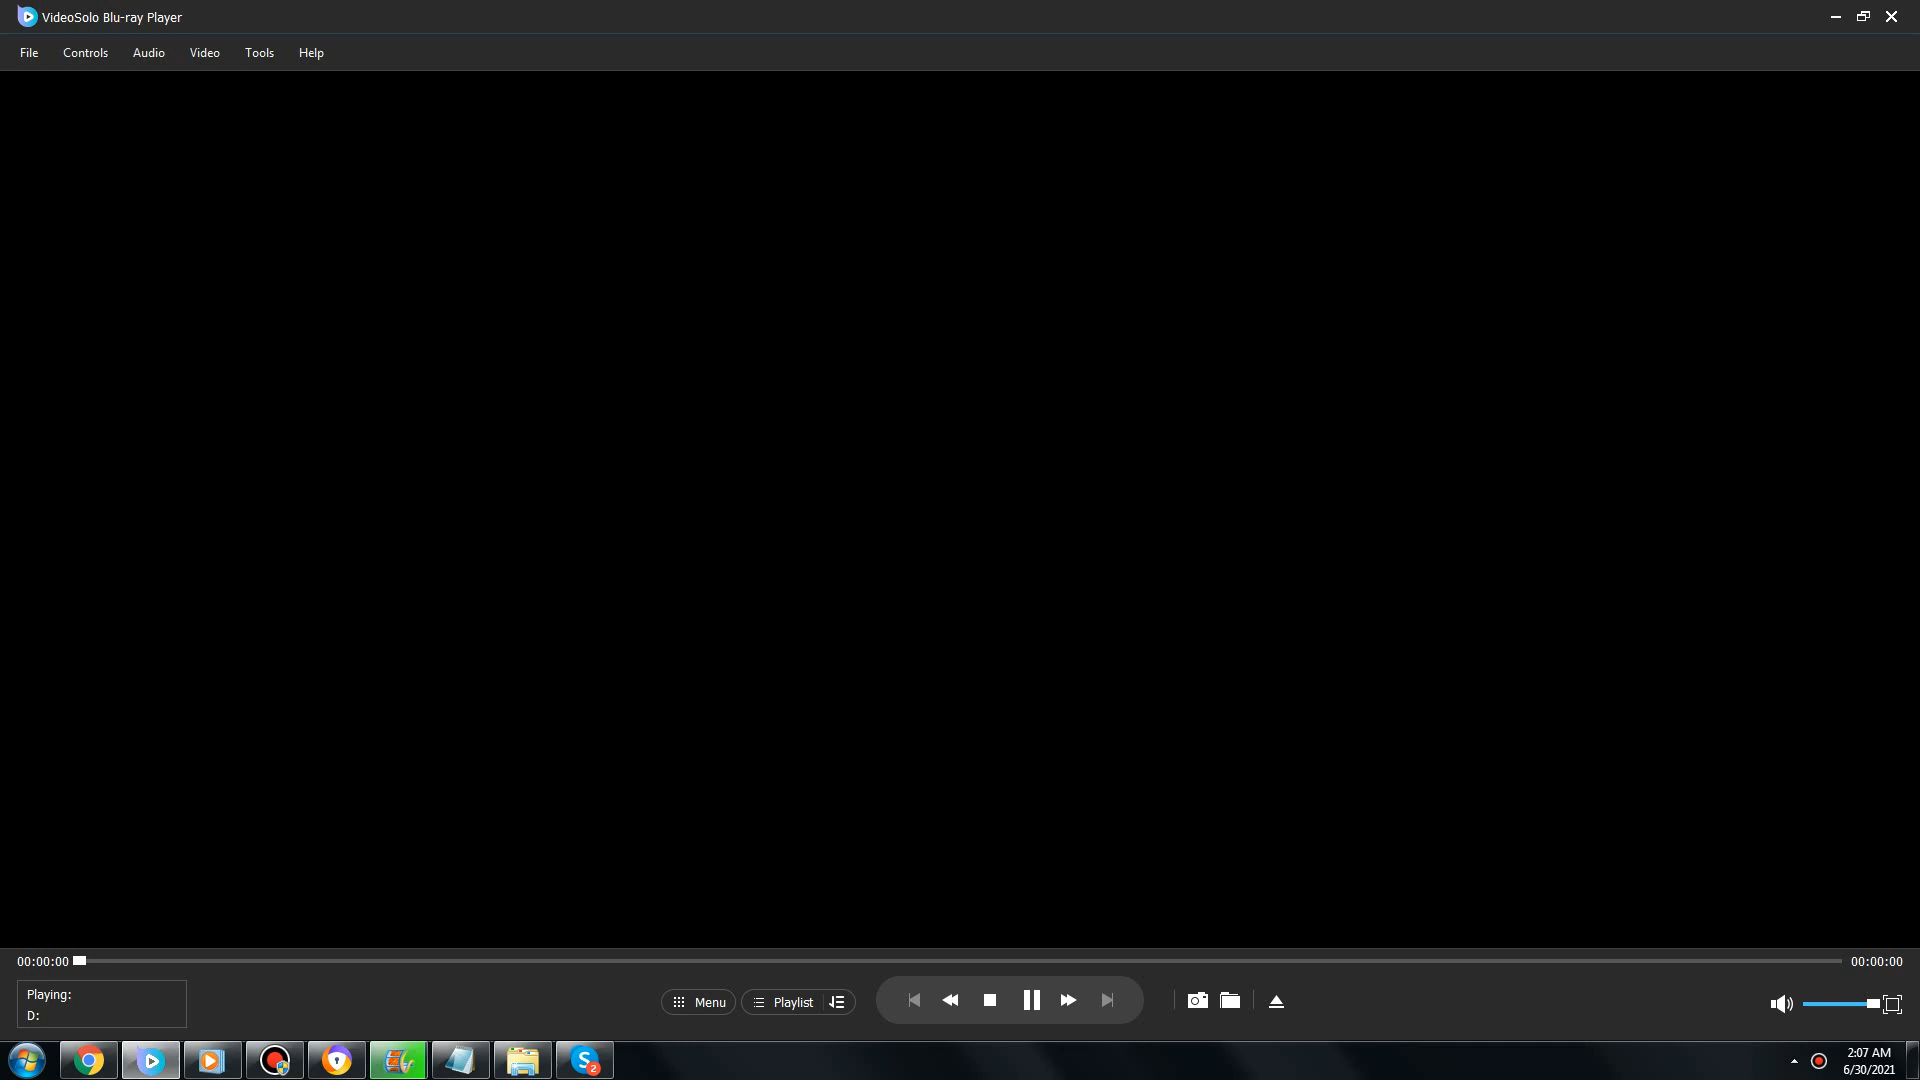 VideoSolo Blu-ray Player
File Controls Audio Video Tools Help
00:00:00 00:00:00
Playing:
D:
Menu Playlist
S 2
2:07 AM
6/30/2021